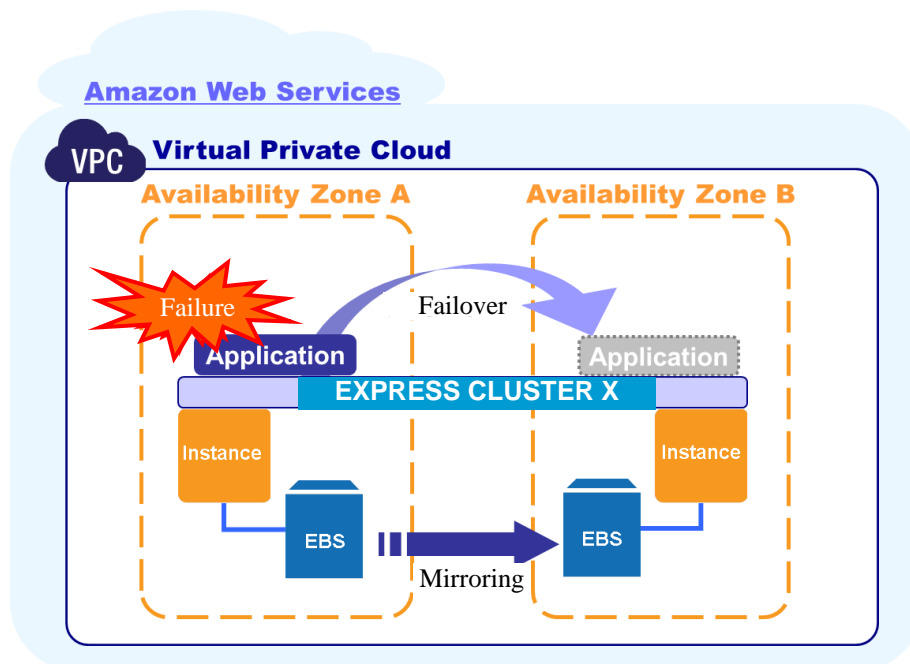 Amazon Web Services
VPC
Virtual Private Cloud
Availability Zone A
Availability Zone B
Failure
Failover
Application
Application
EXPRESS CLUSTER X
Instance
Instance
EBS
EBS
Mirroring